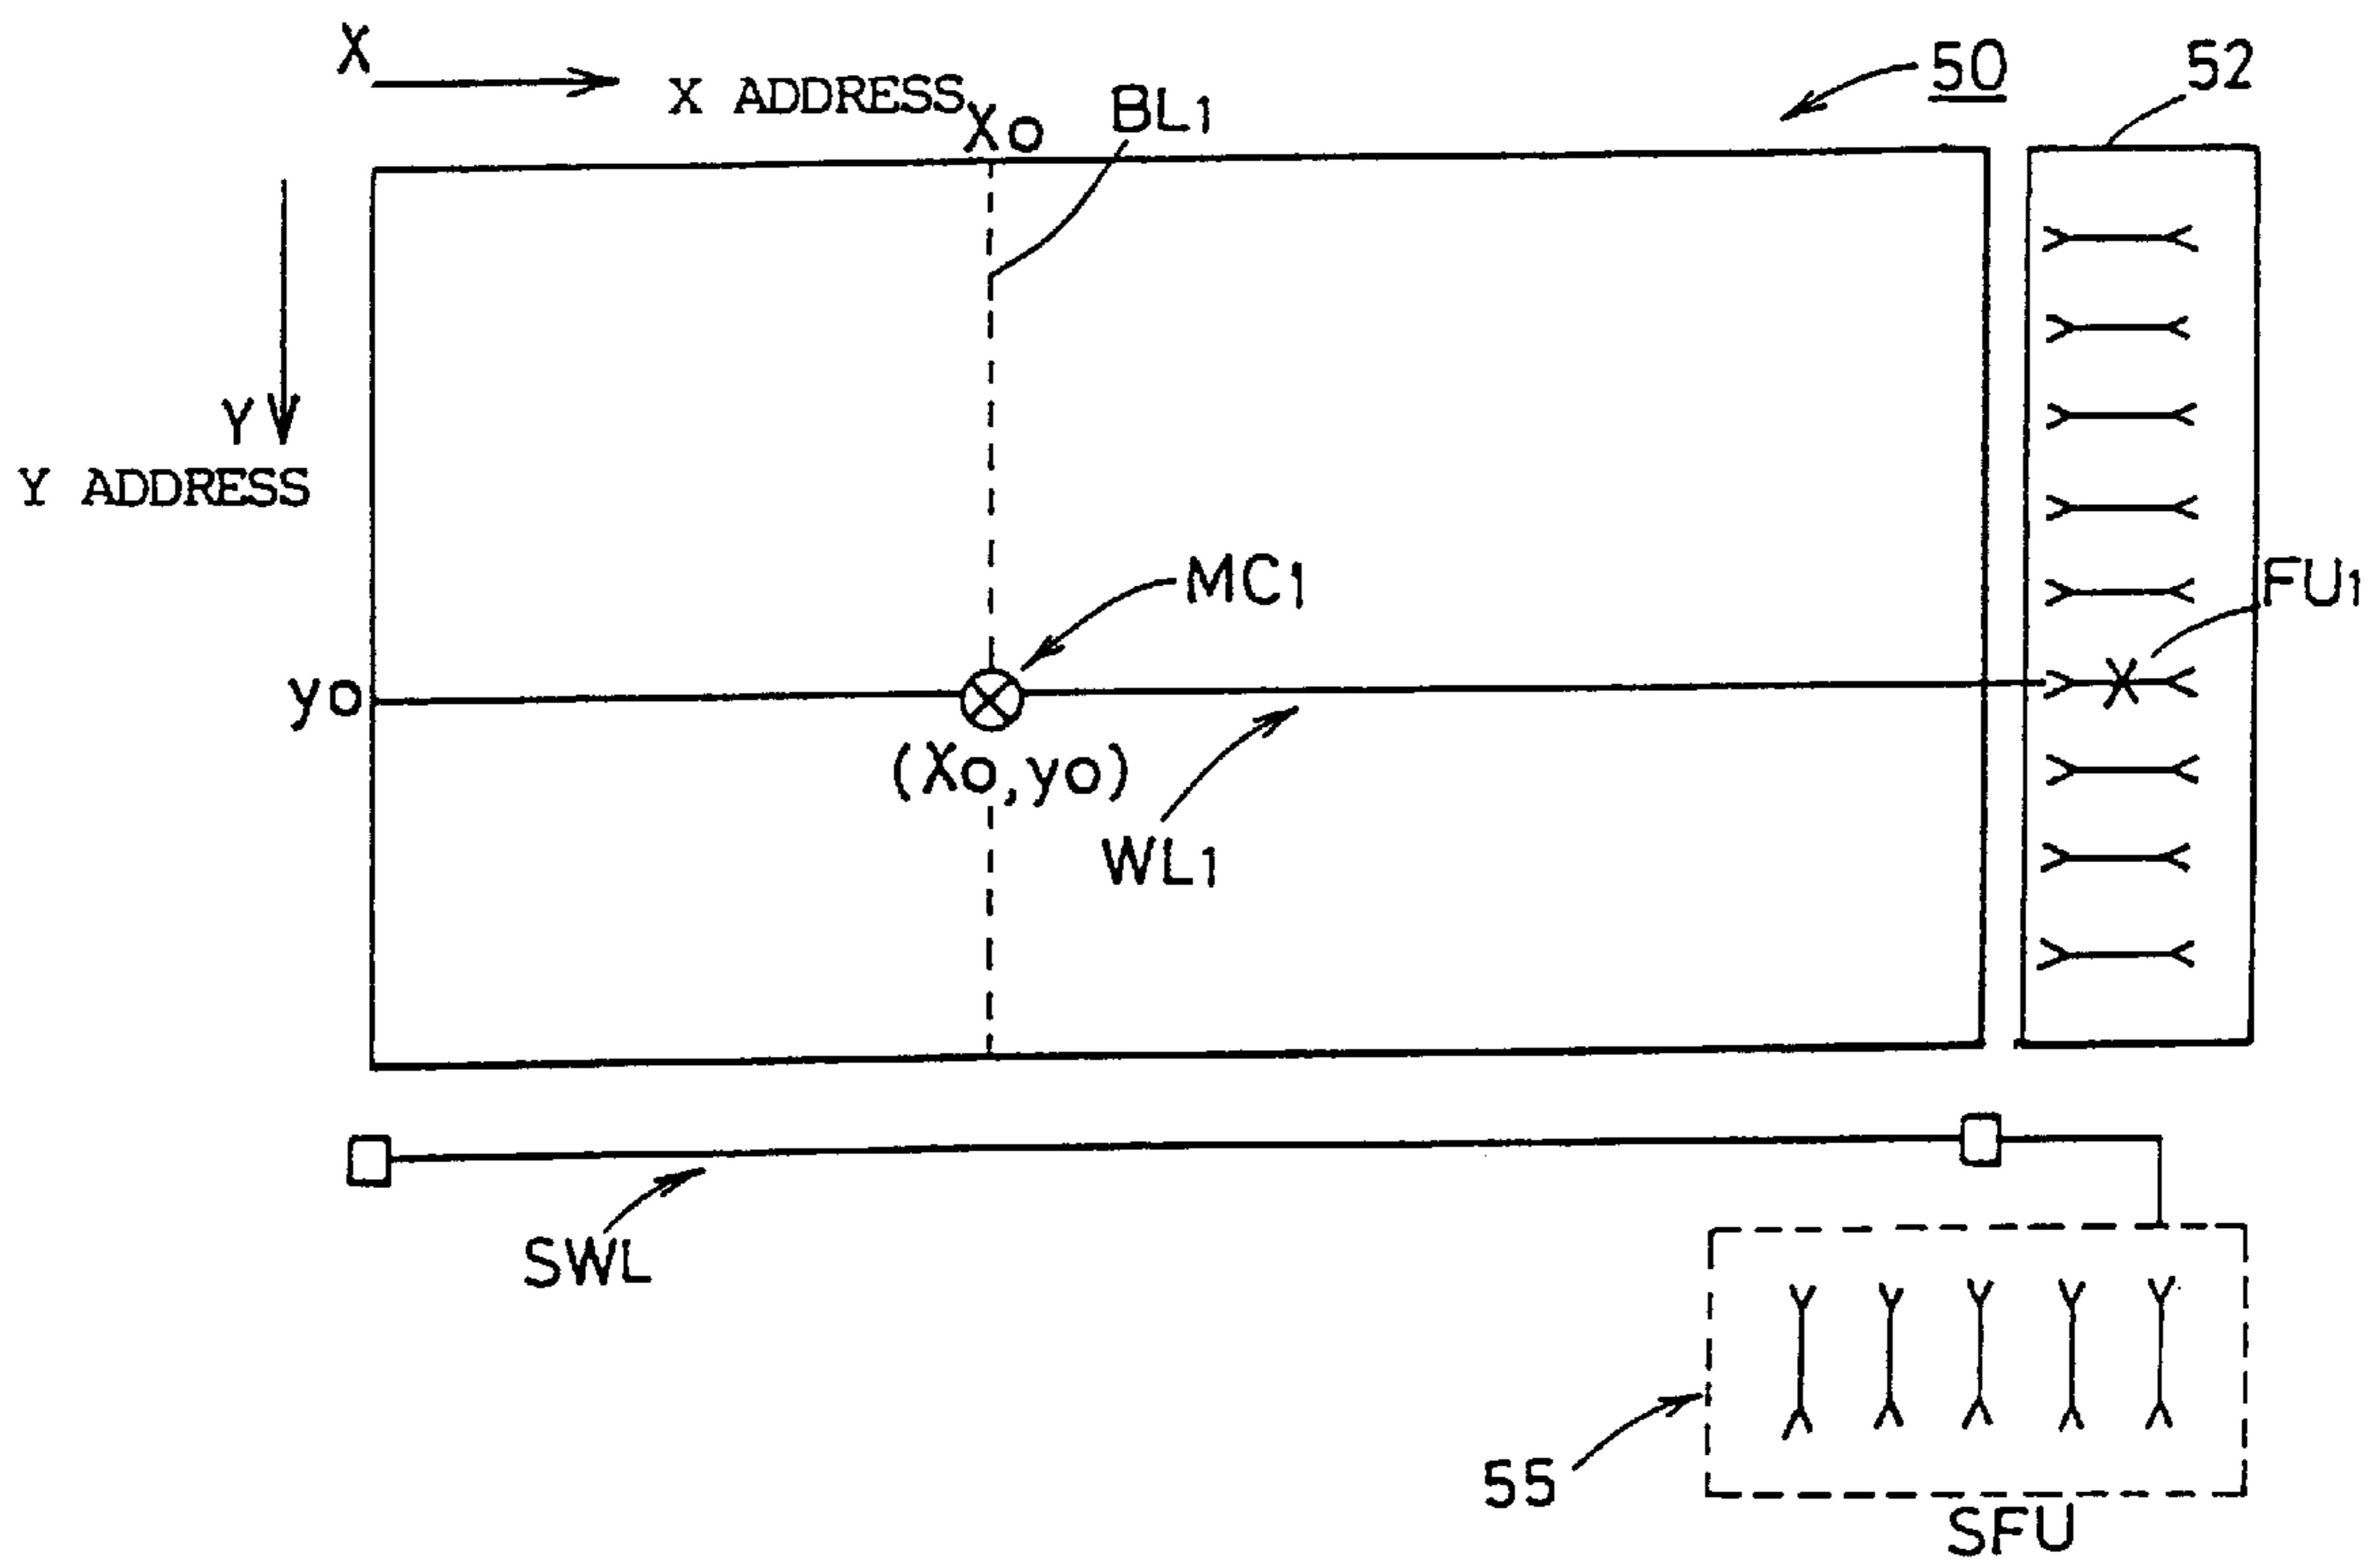 X
X ADDRESS
Xo
BL1
50
52
Y
Y ADDRESS
MC1
FU1
yo
(Xo,yo)
WL1
SWL
55
SFU